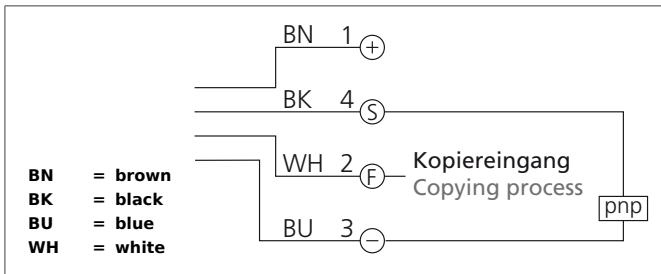 BN 1 +
BK 4 S
WH 2 F Kopiereingang
Copying process
pnp
BU 3 −
BN = brown
BK = black
BU = blue
WH = white